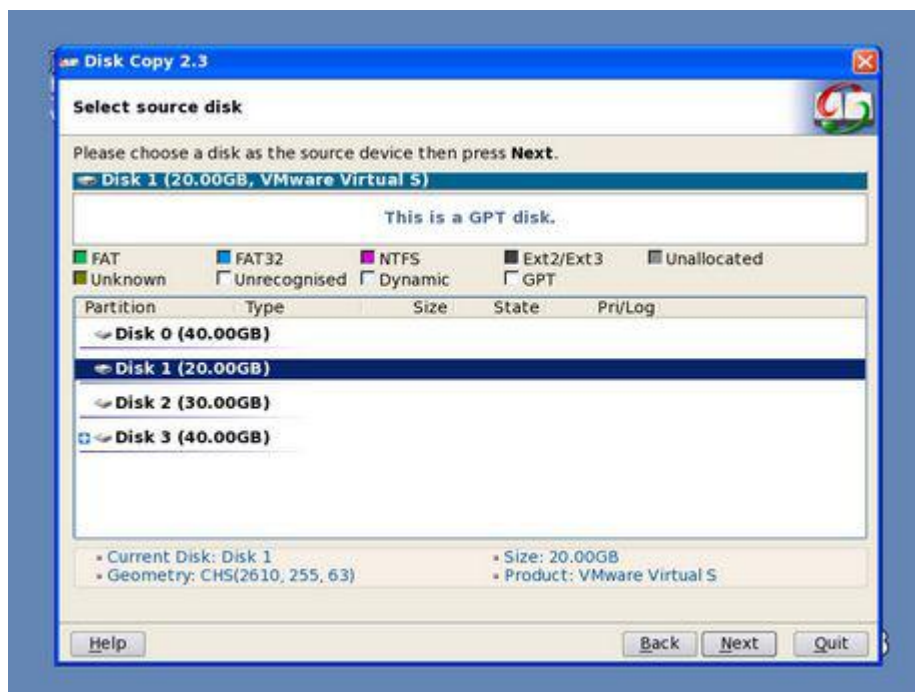 Disk Copy 2.3
Select source disk
Please choose a disk as the source device then press Next.
Disk 1 (20.00GB, VMware Virtual S)
This is a GPT disk.
FAT FAT32 NTFS Ext2/Ext3 Unallocated
Unknown Unrecognised Dynamic GPT
Partition Type Size State Pri/Log
Disk 0 (40.00GB)
Disk 1 (20.00GB)
Disk 2 (30.00GB)
Disk 3 (40.00GB)
Current Disk: Disk 1 Size: 20.00GB
Geometry: CHS(2610, 255, 63) Product: VMware Virtual S
Help Back Next Quit